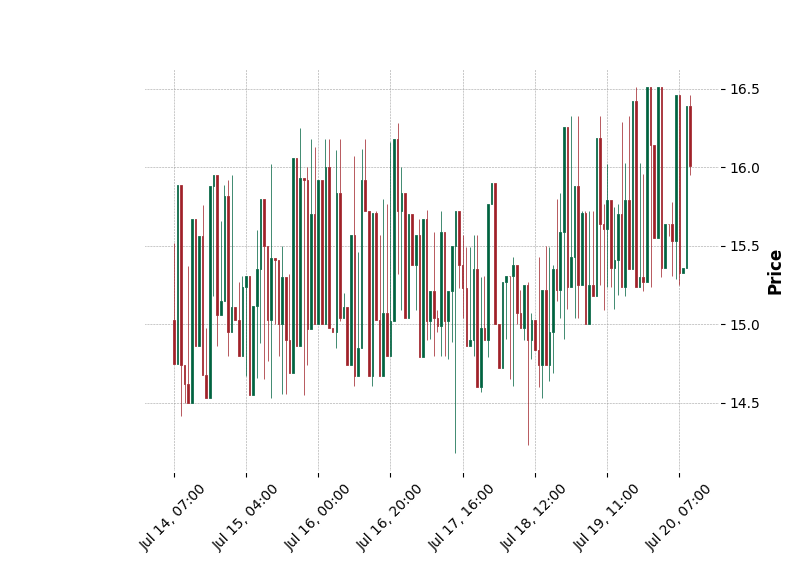 16.5
16.0
15.5
15.0
14.5
Price
Jul 14, 07:00
Jul 15, 04:00
Jul 16, 00:00
Jul 16, 20:00
Jul 17, 16:00
Jul 18, 12:00
Jul 19, 11:00
Jul 20, 07:00